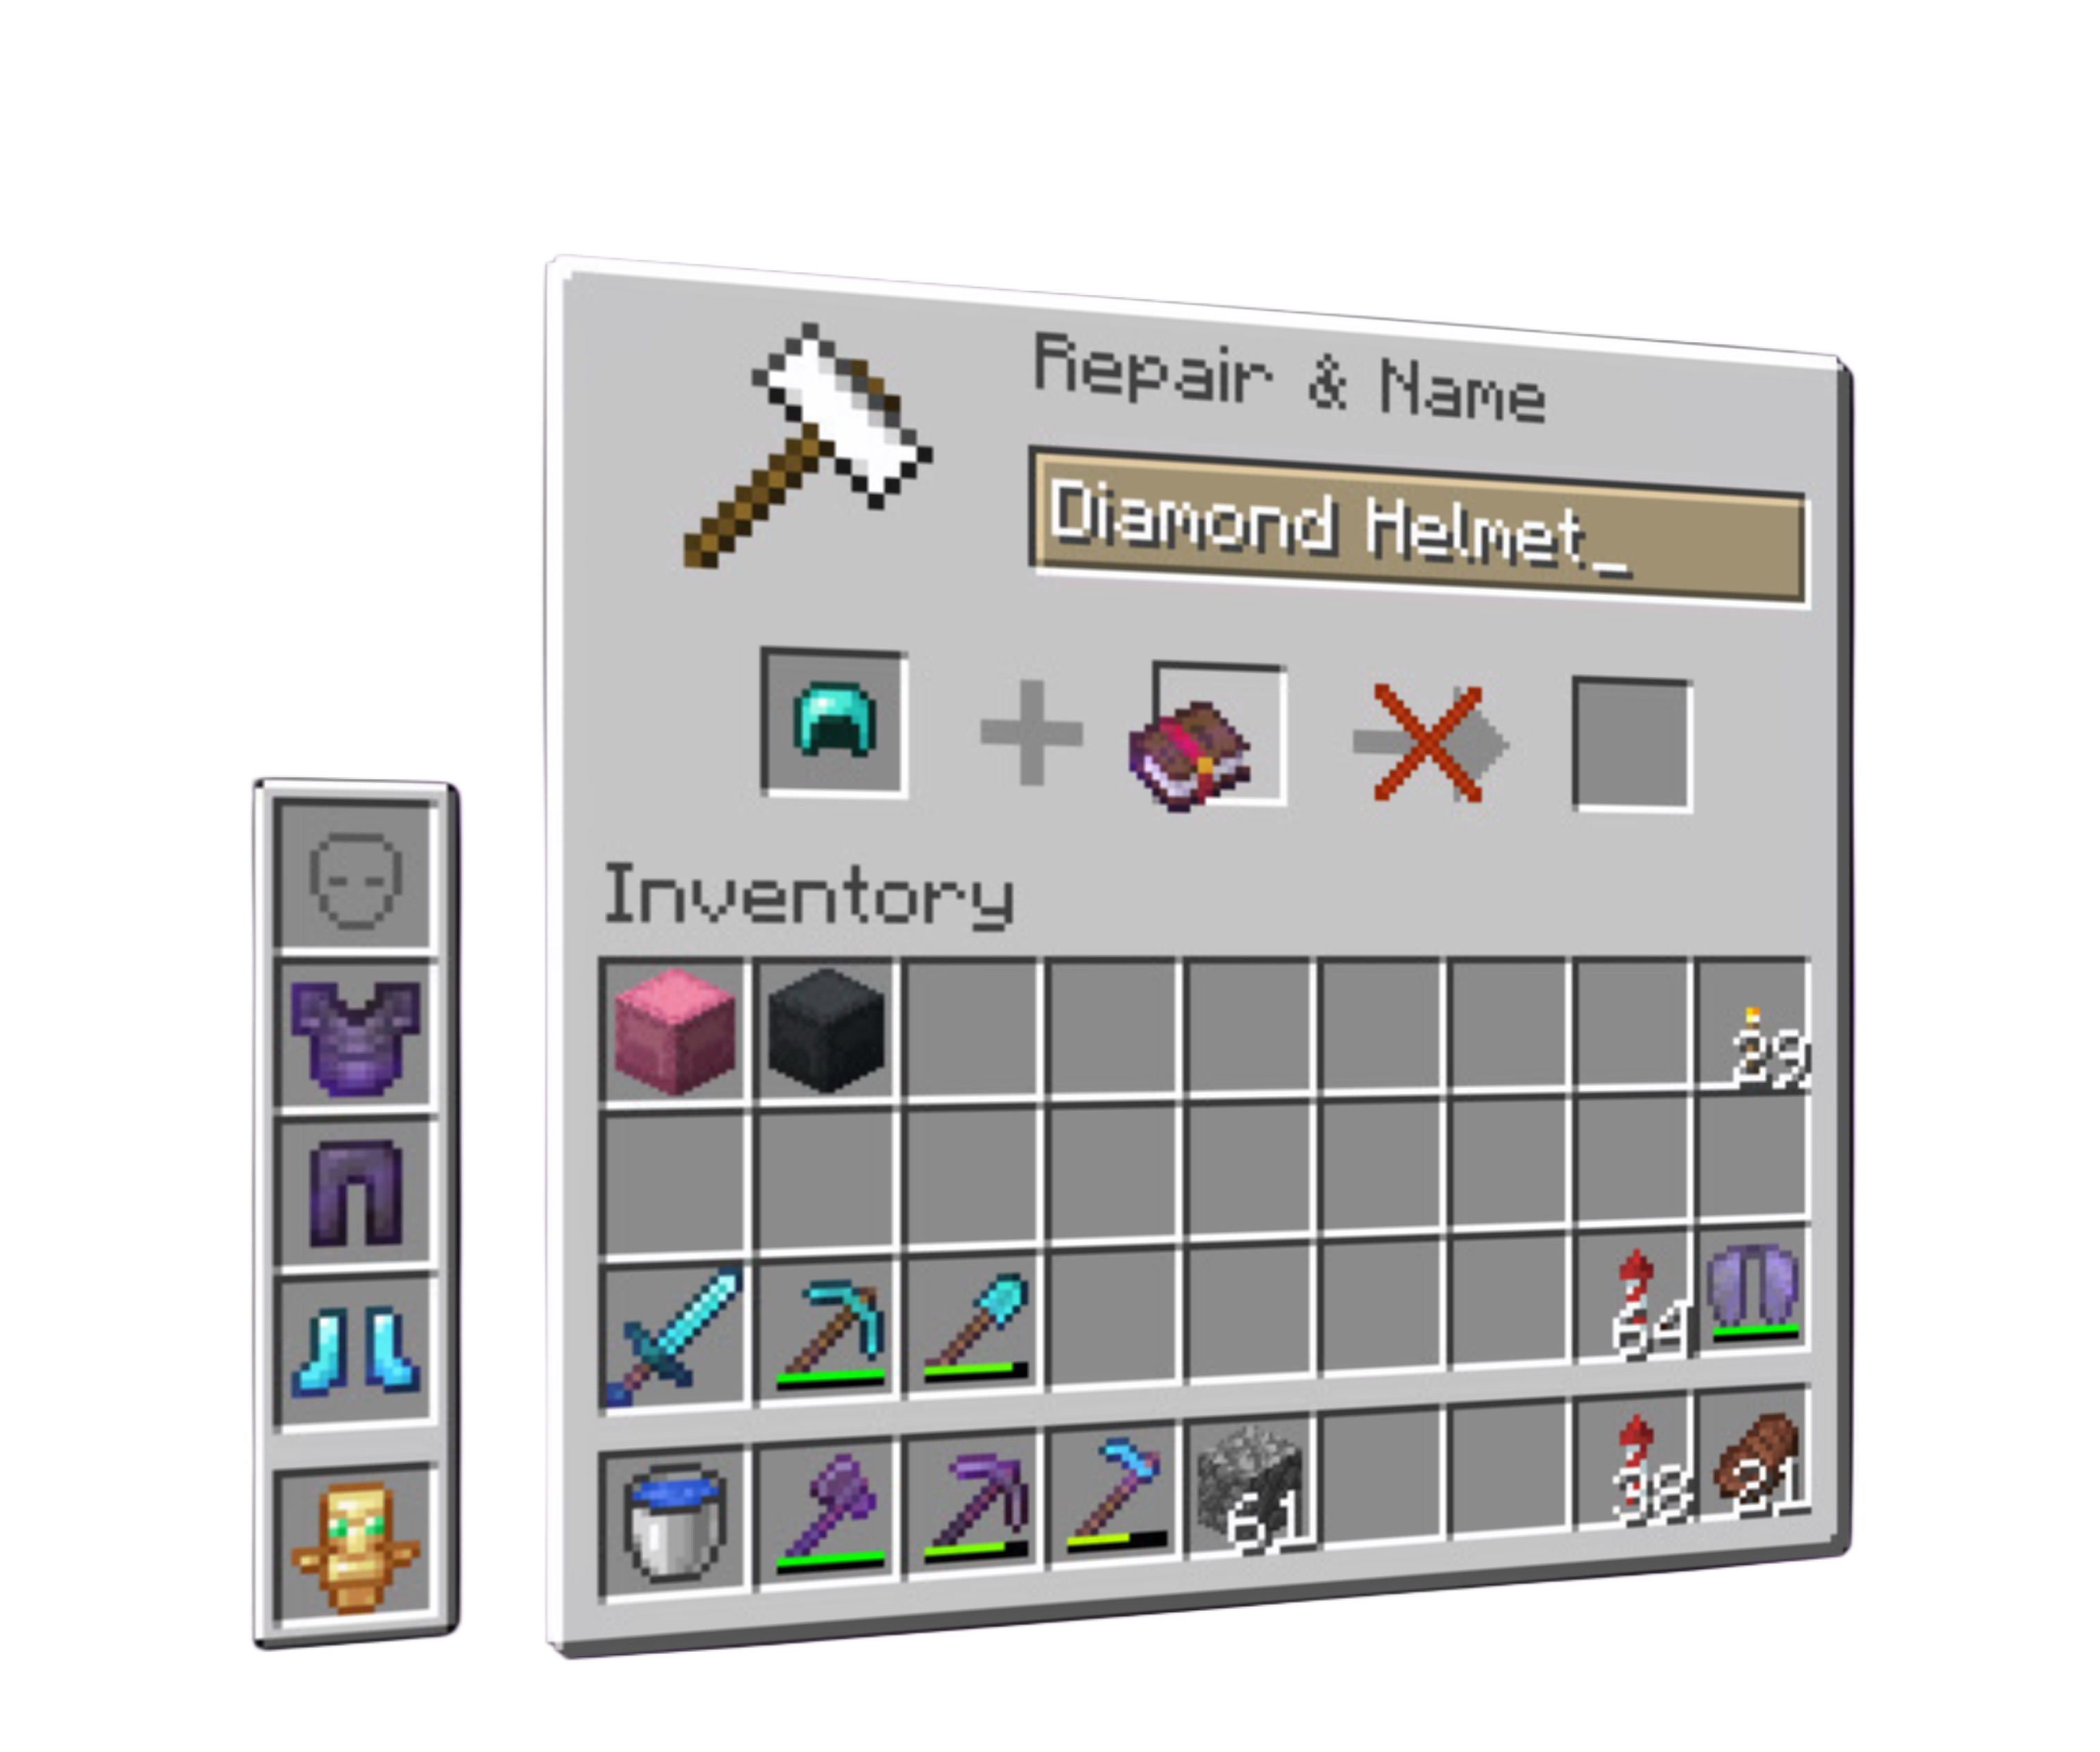 Repair & Name
Diamond Helmet_
Inventory
29
64
61
38
21